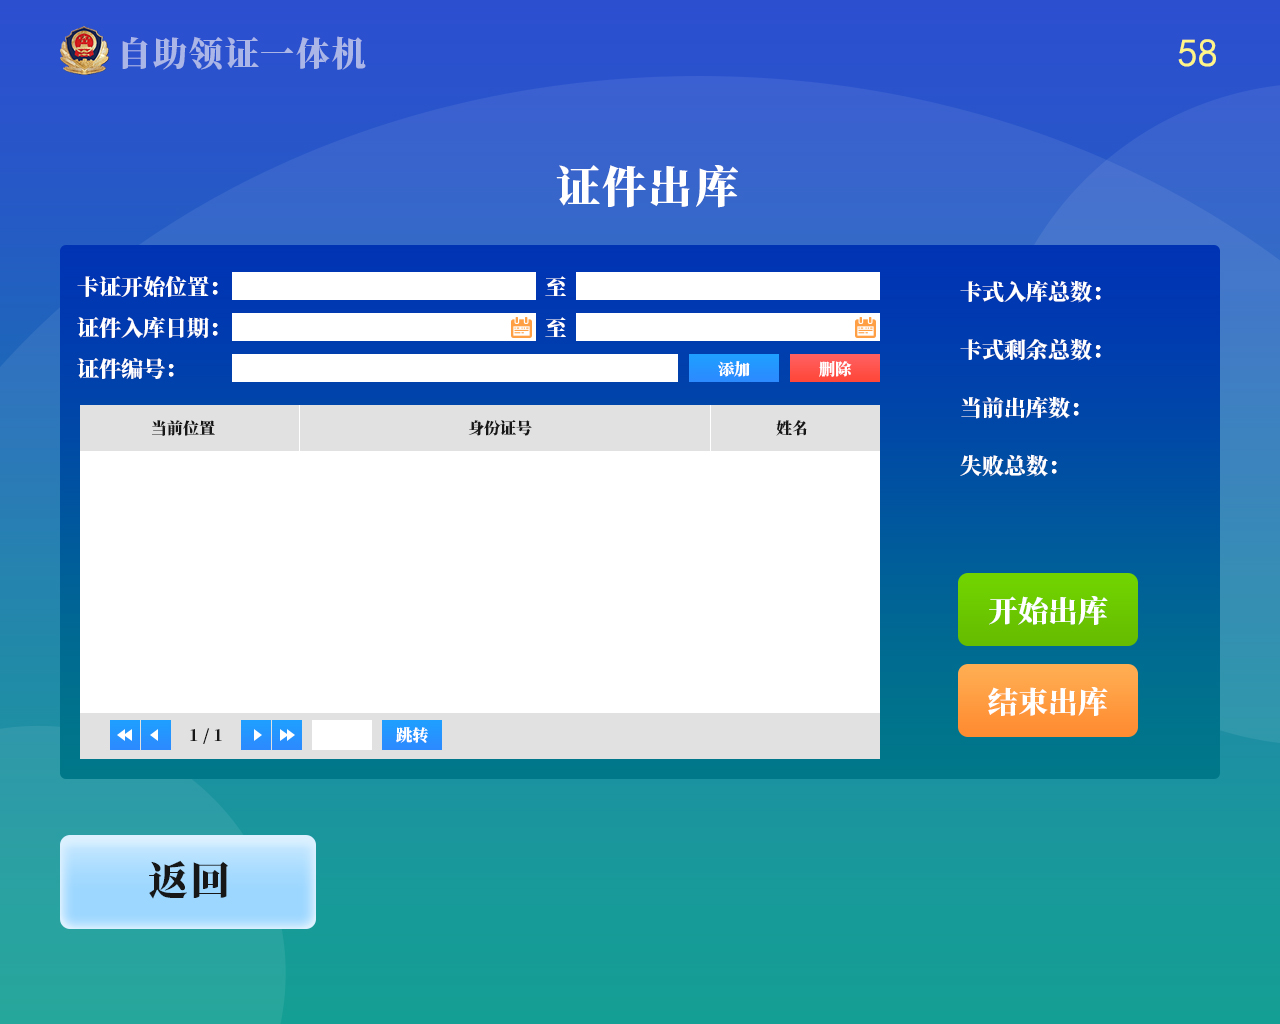 自助领证一体机
58
证件出库
卡证开始位置： 至
证件入库日期： 至
证件编号： 添加 删除
当前位置 身份证号 姓名
1 / 1 跳转
卡式入库总数：
卡式剩余总数：
当前出库数：
失败总数：
开始出库
结束出库
返回